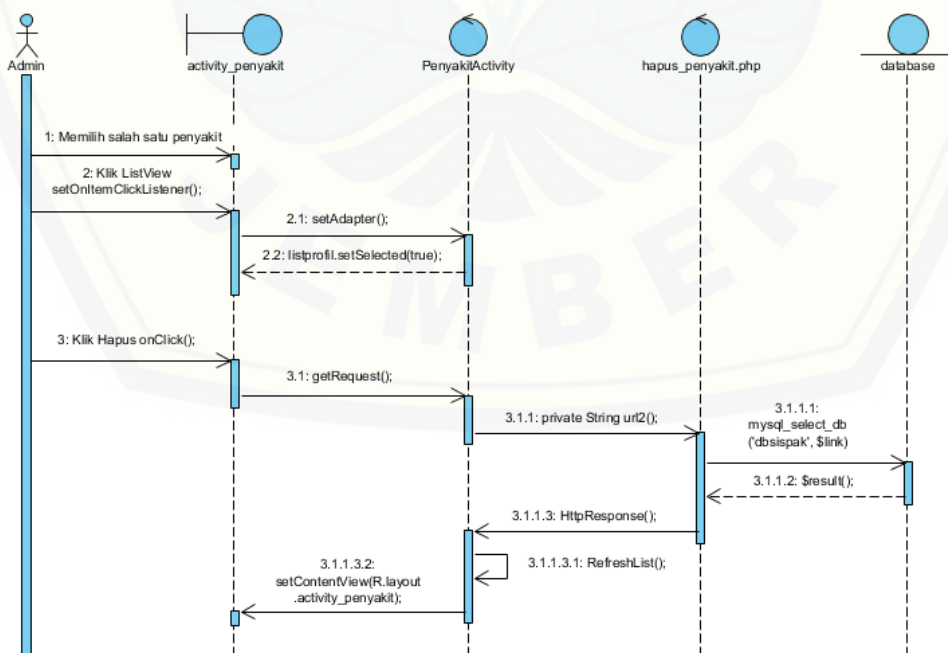 Admin
activity_penyakit
PenyakitActivity
hapus_penyakit.php
database
1: Memilih salah satu penyakit
2: Klik ListView
setOnItemClickListener();
2.1: setAdapter();
2.2: listprofil.setSelected(true);
3: Klik Hapus onClick();
3.1: getRequest();
3.1.1: private String url2();
3.1.1.1:
mysql_select_db
('dbsispak', $link)
3.1.1.2: $result();
3.1.1.3: HttpResponse();
3.1.1.3.1: RefreshList();
3.1.1.3.2:
setContentView(R.layout
.activity_penyakit);
JEMBER